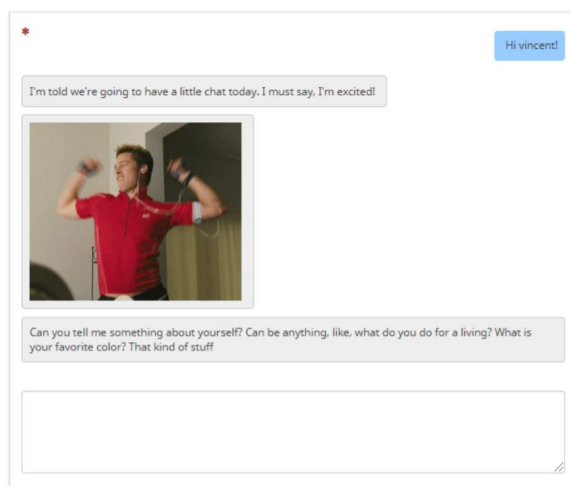 *
Hi vincent!
I'm told we're going to have a little chat today. I must say, I'm excited!
Can you tell me something about yourself? Can be anything, like, what do you do for a living? What is
your favorite color? That kind of stuff